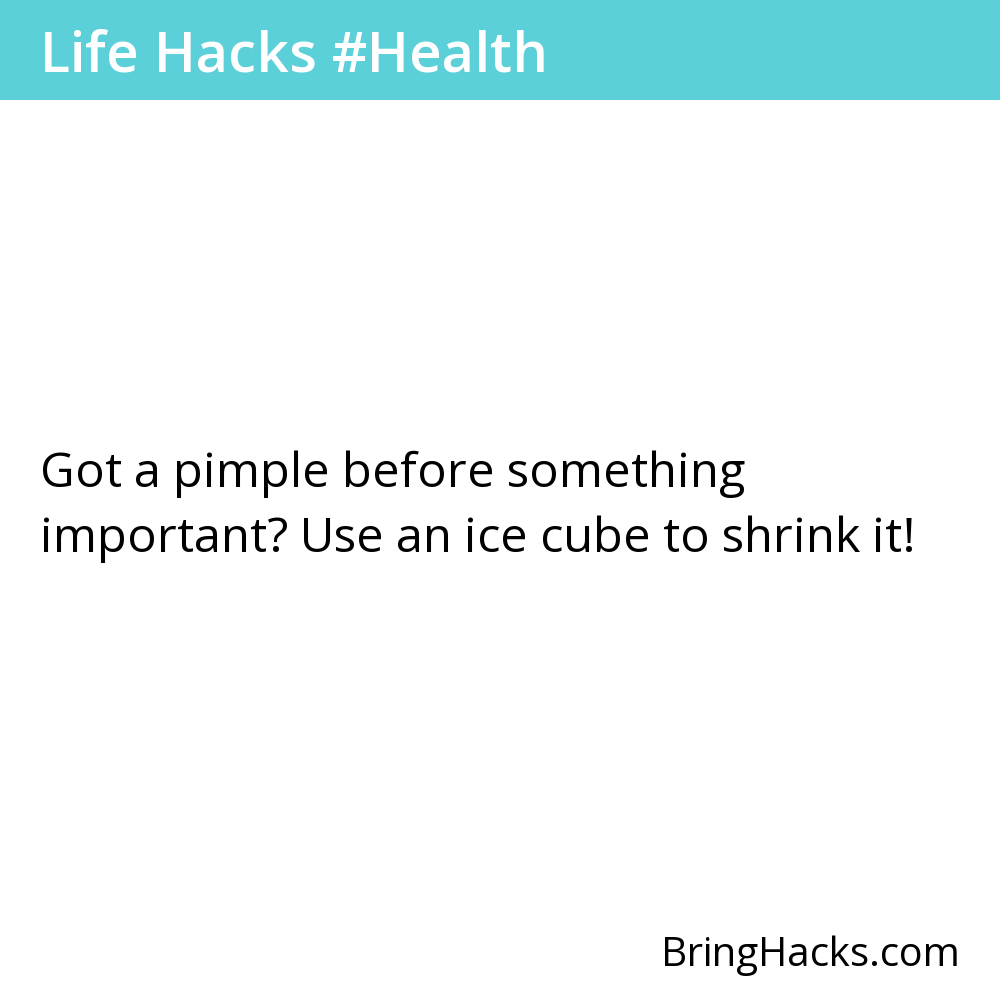 Life Hacks #Health
Got a pimple before something
important? Use an ice cube to shrink it!
BringHacks.com